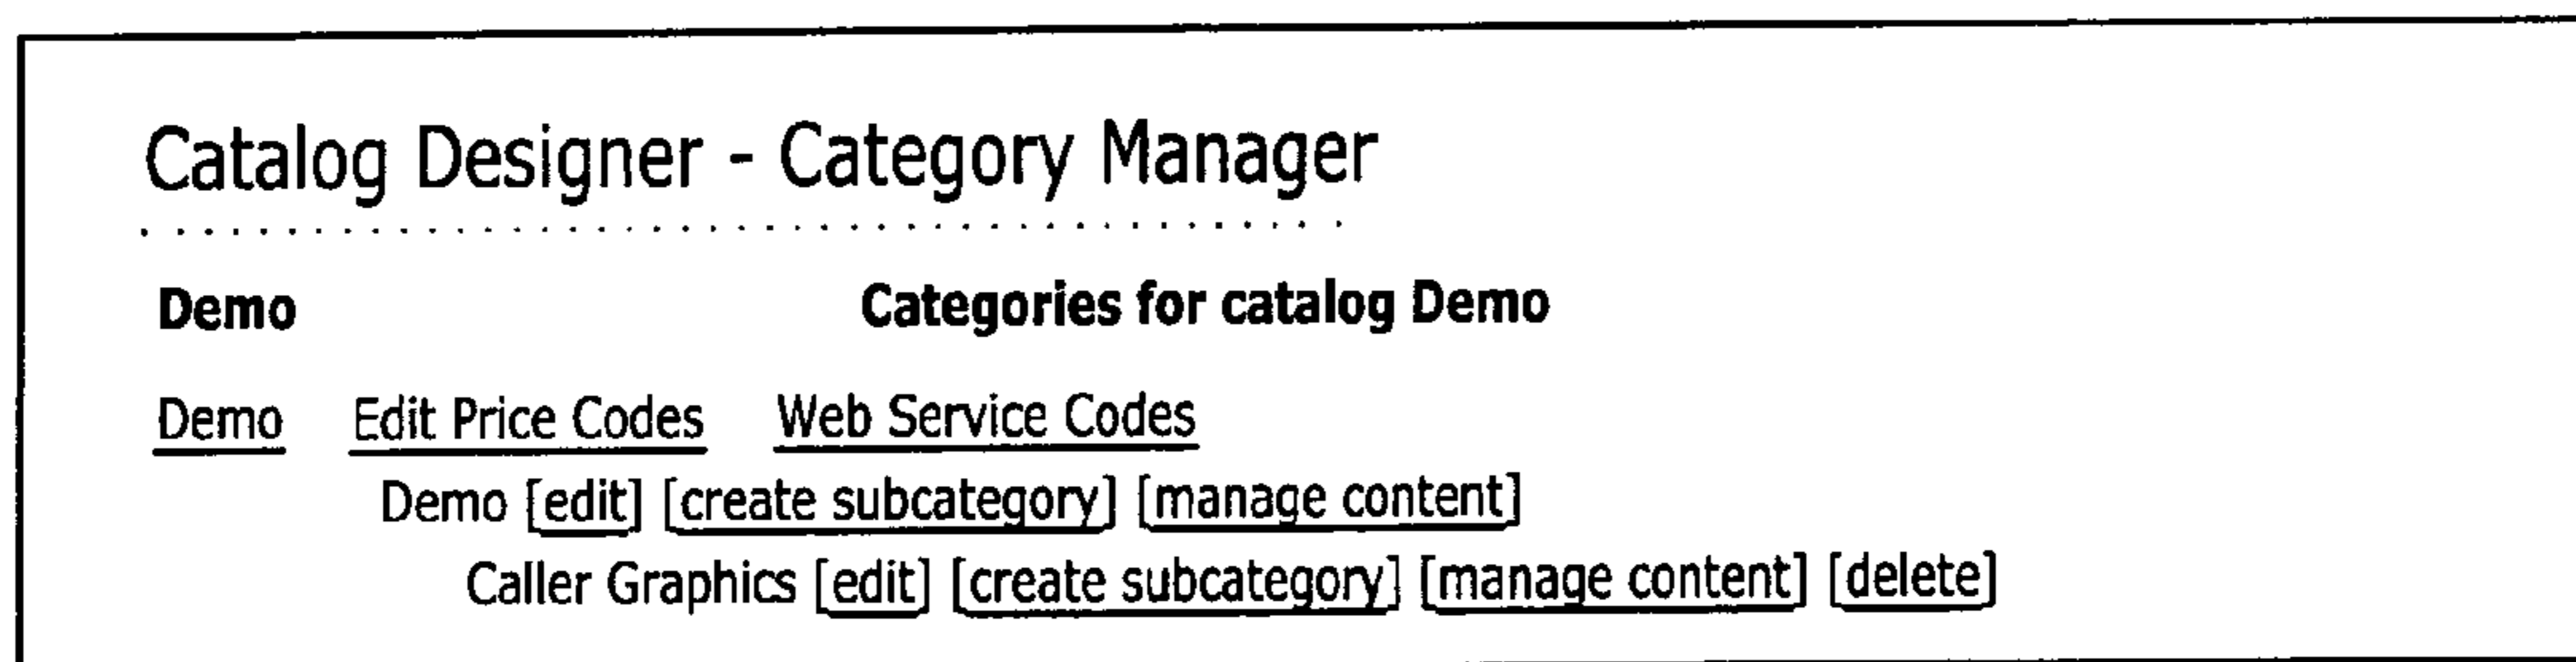 Catalog Designer - Category Manager
Demo Categories for catalog Demo
Demo Edit Price Codes Web Service Codes
Demo [edit] [create subcategory] [manage content]
Caller Graphics [edit] [create subcategory] [manage content] [delete]